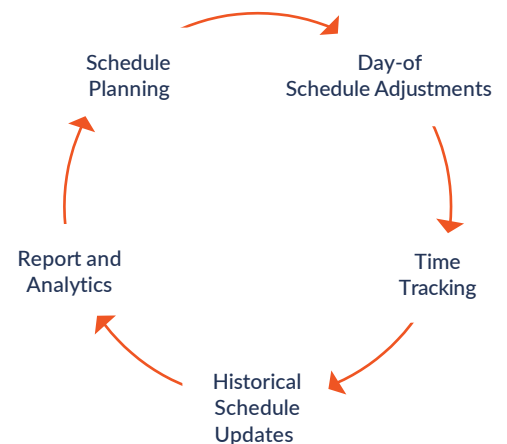 Schedule
Planning
Day-of
Schedule Adjustments
Time
Tracking
Historical
Schedule
Updates
Report and
Analytics